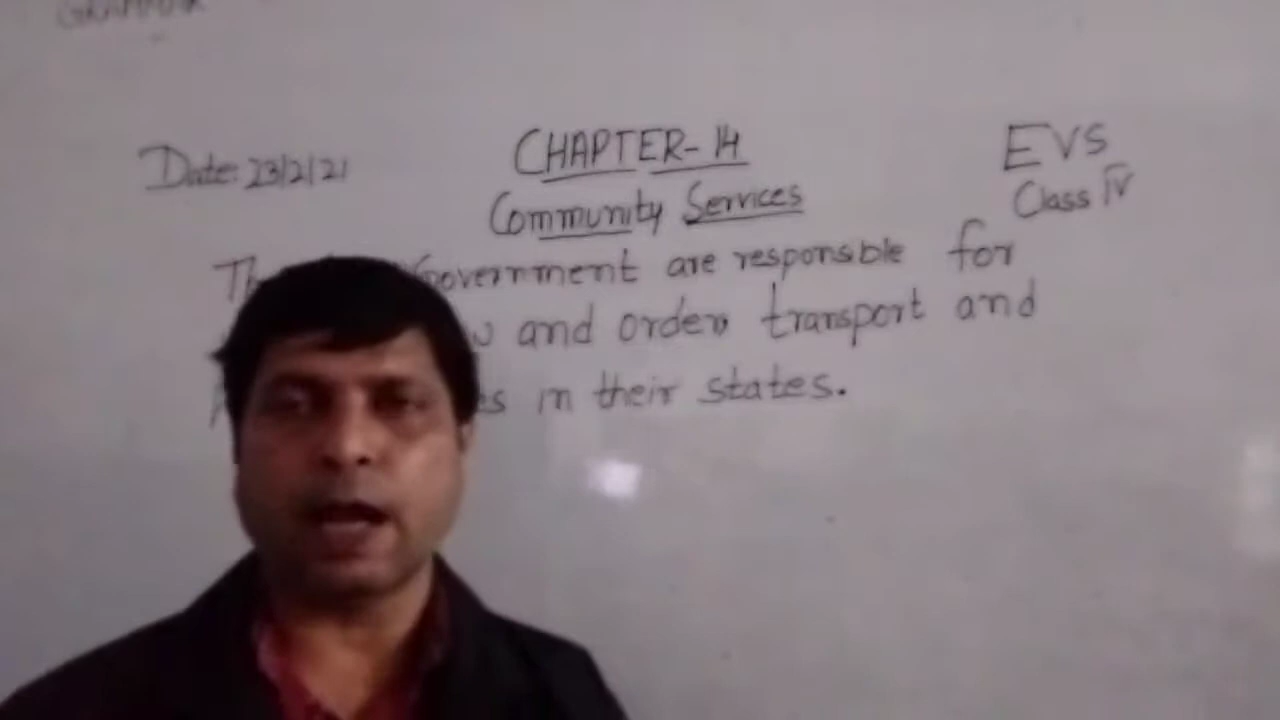 Date: 23/2/21
CHAPTER-14
EVS
Community Services
Class IV
Government are responsible for
and order, transport and
in their states.